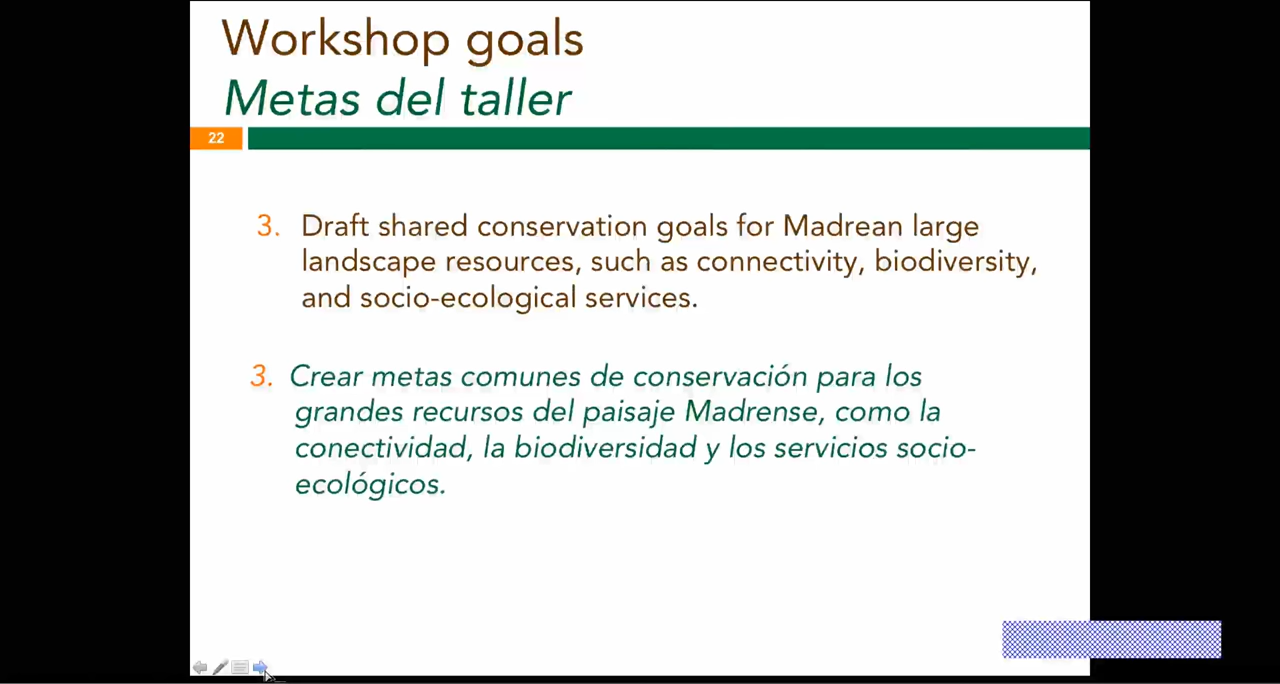 Workshop goals
Metas del taller
22
3. Draft shared conservation goals for Madrean large
landscape resources, such as connectivity, biodiversity,
and socio-ecological services.
3. Crear metas comunes de conservación para los
grandes recursos del paisaje Madrense, como la
conectividad, la biodiversidad y los servicios socio-
ecológicos.